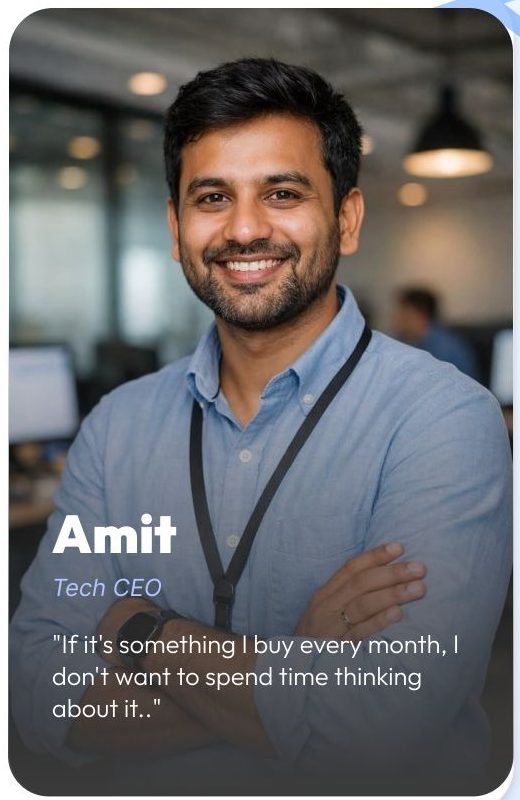 Amit
Tech CEO
"If it's something I buy every month, I
don't want to spend time thinking
about it.."